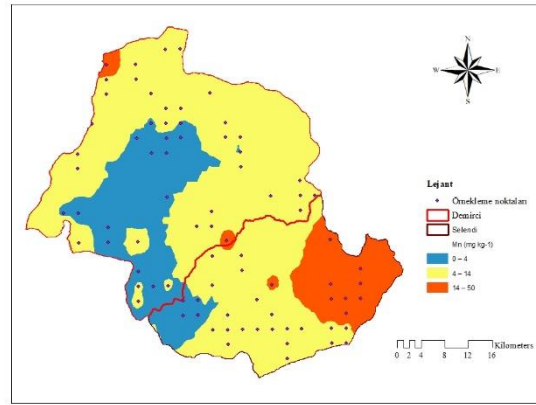 N
W E
S
Lejant
Örnekleme noktaları
Demirci
Selendi
Mn (mg kg-1)
0 – 4
4 – 14
14 – 50
Kilometers
0 2 4 8 12 16